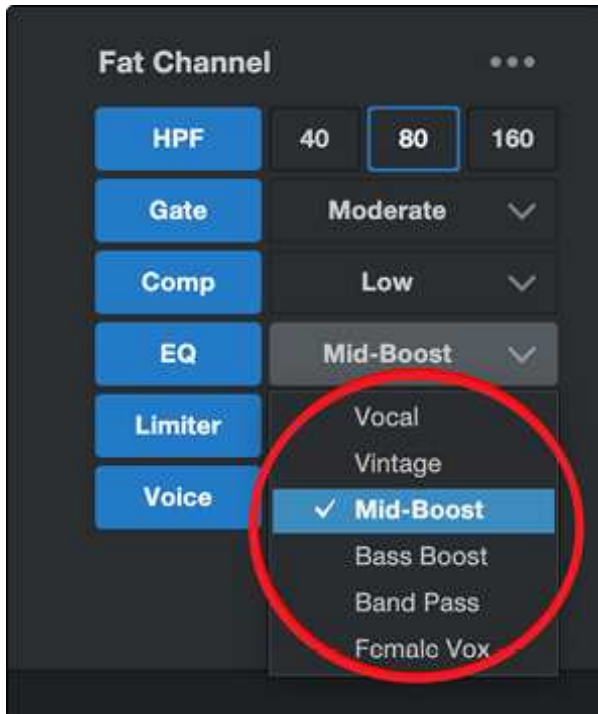 Fat Channel
HPF 40 80 160
Gate Moderate
Comp Low
EQ Mid-Boost
Limiter
Voice
Vocal
Vintage
Mid-Boost
Bass Boost
Band Pass
Female Vox